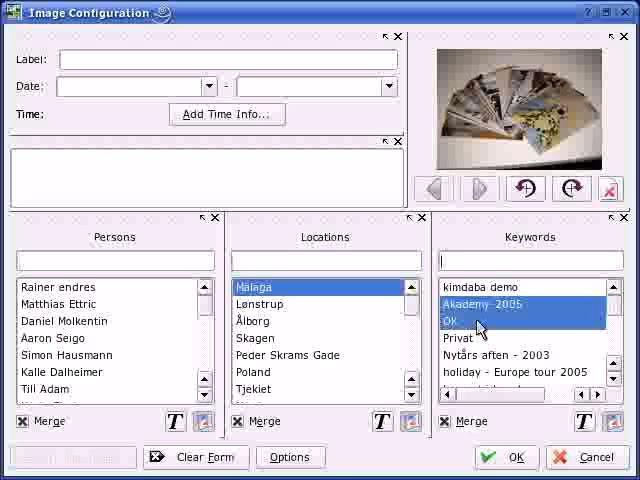 Image Configuration
Label:
Date:
-
Time:
Add Time Info...
Persons
Locations
Keywords
Rainer endres
Matthias Ettric
Daniel Molkentin
Aaron Seigo
Simon Hausmann
Kalle Dalheimer
Till Adam
Malaga
Lønstrup
Ålborg
Skagen
Peder Skrams Gade
Poland
Tjekiet
kimdaba demo
Akademy 2005
OK
Privat
Nytårs aften - 2003
holiday - Europe tour 2005
Merge
T
Merge
T
Merge
T
Clear Form
Options
OK
Cancel